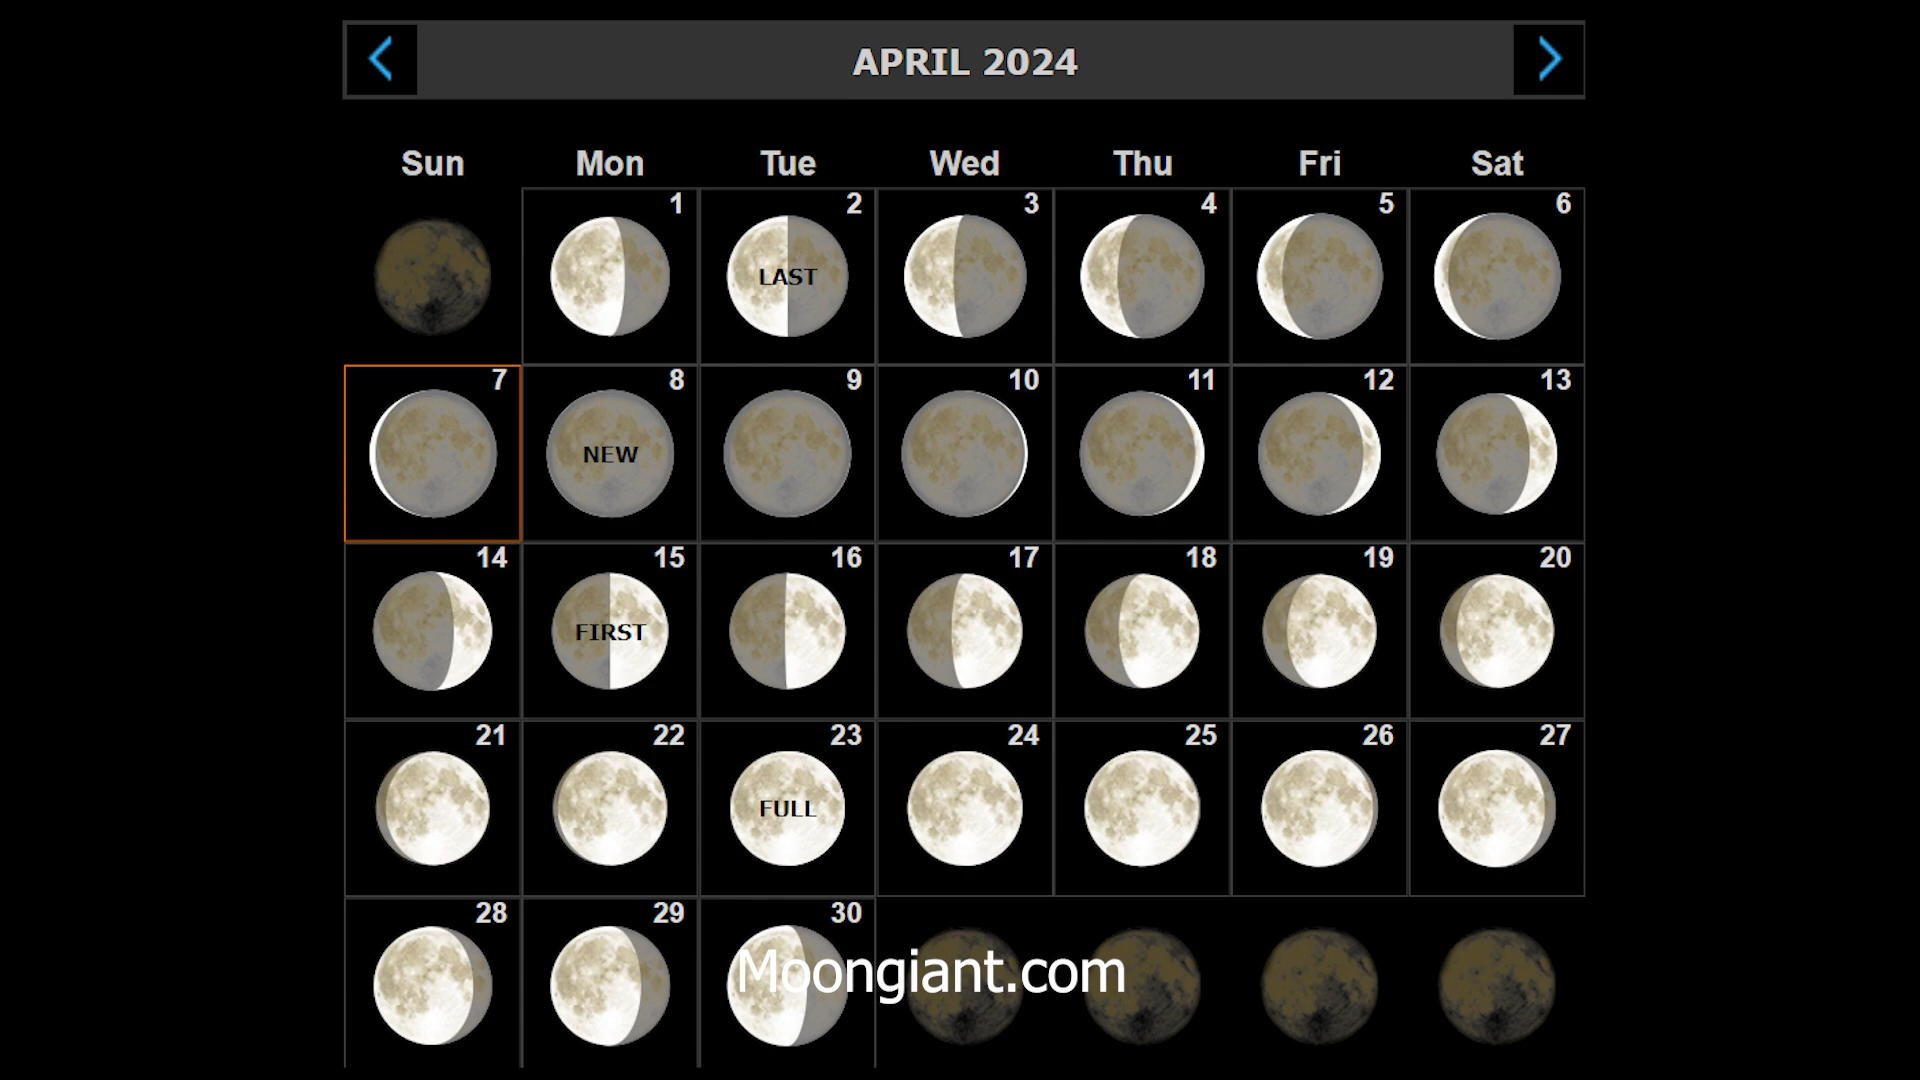 APRIL 2024
Sun Mon Tue Wed Thu Fri Sat
1 2 3 4 5 6
LAST
7 8 9 10 11 12 13
NEW
14 15 16 17 18 19 20
FIRST
21 22 23 24 25 26 27
FULL
28 29 30
Moongiant.com